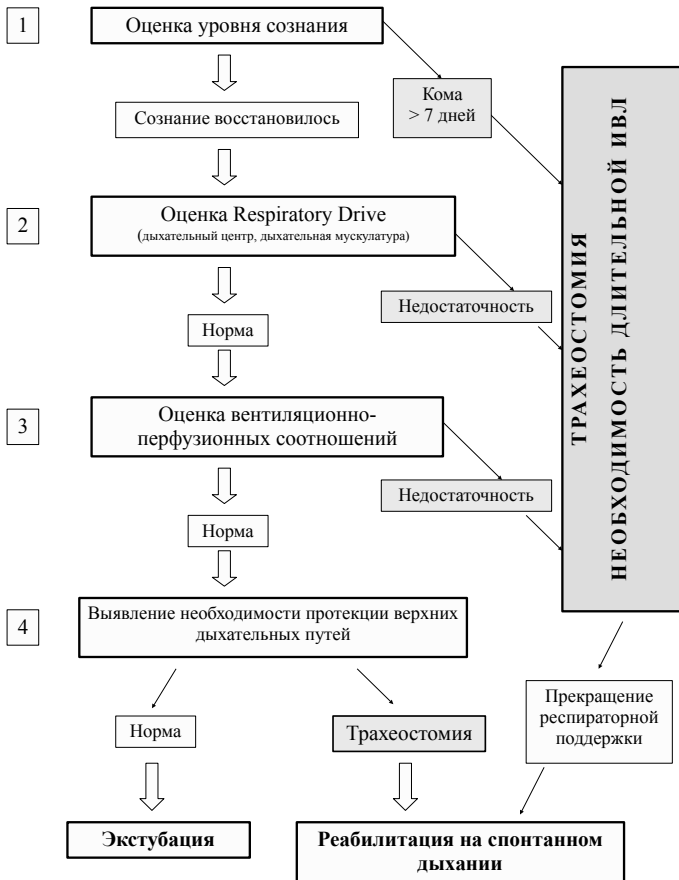 1
Оценка уровня сознания
Кома
> 7 дней
Сознание восстановилось
2
Оценка Respiratory Drive
(дыхательный центр, дыхательная мускулатура)
Недостаточность
Норма
3
Оценка вентиляционно-
перфузионных соотношений
Недостаточность
Норма
ТРАХЕОСТОМИЯ
НЕОБХОДИМОСТЬ ДЛИТЕЛЬНОЙ ИВЛ
4
Выявление необходимости протекции верхних
дыхательных путей
Норма
Трахеостомия
Прекращение
респираторной
поддержки
Экстубация
Реабилитация на спонтанном
дыхании